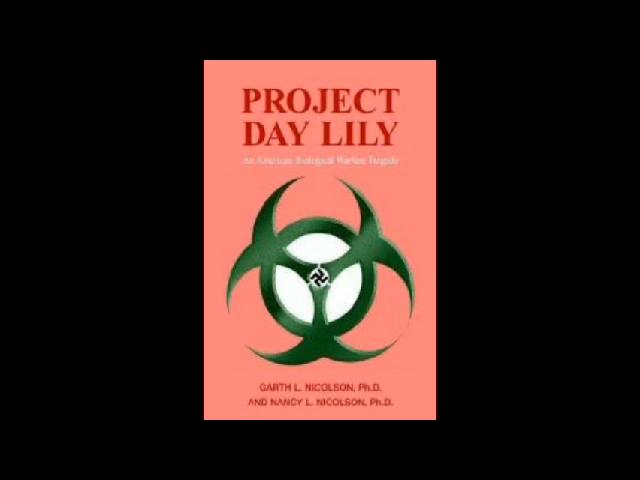 PROJECT
DAY LILY
An American Biological Warfare Tragedy
GARTH L. NICOLSON, Ph.D.
AND NANCY L. NICOLSON, Ph.D.